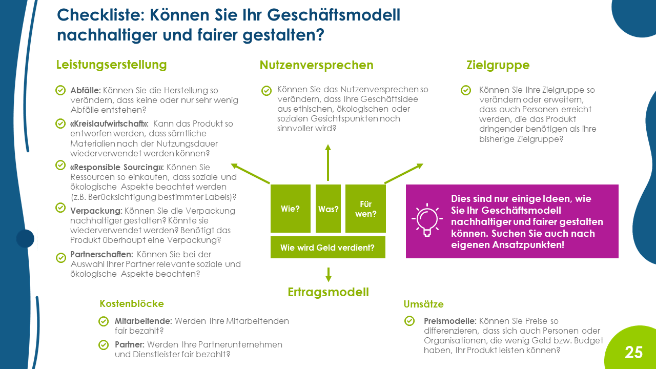 Checkliste: Können Sie Ihr Geschäftsmodell
nachhaltiger und fairer gestalten?
Leistungserstellung
Abfälle: Können Sie die Herstellung so
verändern, dass keine oder nur sehr wenig
Abfälle entstehen?
«Kreislaufwirtschaft«: Kann das Produkt so
entworfen werden, dass sämtliche
Materialien nach der Nutzungsdauer
wiederverwendet werden können?
«Responsible Sourcing«: Können Sie
Ressourcen so einkaufen, dass soziale und
ökologische Aspekte beachtet werden
(z.B. Berücksichtigung bestimmter Labels)?
Verpackung: Können Sie die Verpackung
nachhaltiger gestalten? Könnte sie
wiederverwendet werden? Benötigt das
Produkt überhaupt eine Verpackung?
Partnerschaften: Können Sie bei der
Auswahl Ihrer Partner relevante soziale und
ökologische Aspekte beachten?
Nutzenversprechen
Können Sie das Nutzenversprechen so
verändern, dass Ihre Geschäftsidee
aus ethischen, ökologischen oder
sozialen Gesichtspunkten noch
sinnvoller wird?
Zielgruppe
Können Sie Ihre Zielgruppe so
verändern oder erweitern,
dass auch Personen erreicht
werden, die das Produkt
dringender benötigen als Ihre
bisherige Zielgruppe?
Wie?
Was?
Für
wen?
Wie wird Geld verdient?
Dies sind nur einige Ideen, wie
Sie Ihr Geschäftsmodell
nachhaltiger und fairer gestalten
können. Suchen Sie auch nach
eigenen Ansatzpunkten!
Ertragsmodell
Kostenblöcke
Mitarbeitende: Werden Ihre Mitarbeitenden
fair bezahlt?
Partner: Werden Ihre Partnerunternehmen
und Dienstleister fair bezahlt?
Umsätze
Preismodelle: Können Sie Preise so
differenzieren, dass sich auch Personen oder
Organisationen, die wenig Geld bzw. Budget
haben, Ihr Produkt leisten können?
25